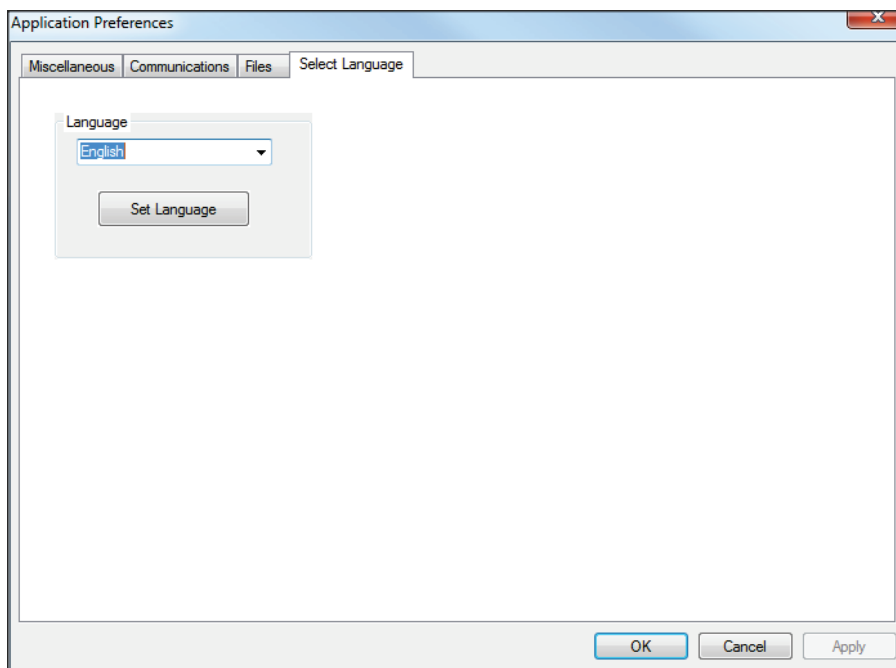 Application Preferences
Miscellaneous Communications Files Select Language
Language
English
Set Language
OK Cancel Apply